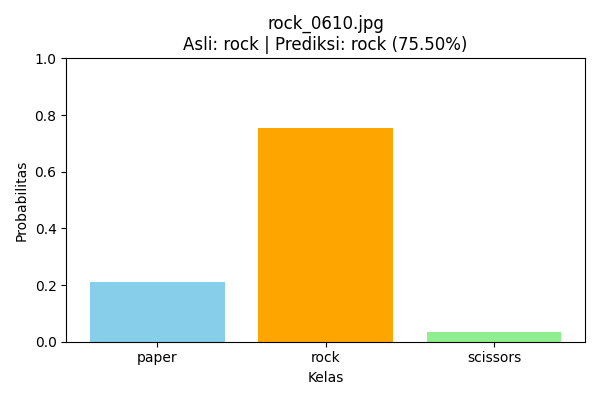 rock_0610.jpg
Asli: rock | Prediksi: rock (75.50%)
1.0
0.8
0.6
0.4
0.2
0.0
Probabilitas
paper rock scissors
Kelas